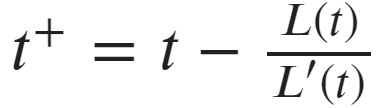 t⁺ = t − L(t) / L′(t)